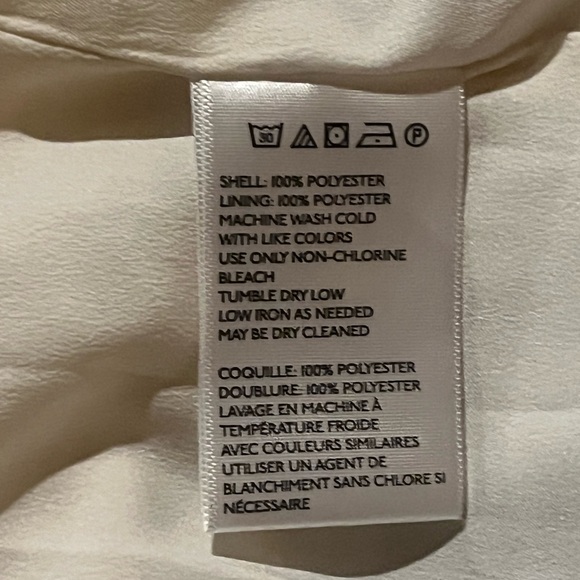 30
P
SHELL: 100% POLYESTER
LINING: 100% POLYESTER
MACHINE WASH COLD
WITH LIKE COLORS
USE ONLY NON-CHLORINE
BLEACH
TUMBLE DRY LOW
LOW IRON AS NEEDED
MAY BE DRY CLEANED
COQUILLE: 100% POLYESTER
DOUBLURE: 100% POLYESTER
LAVAGE EN MACHINE À
TEMPÉRATURE FROIDE
AVEC COULEURS SIMILAIRES
UTILISER UN AGENT DE
BLANCHIMENT SANS CHLORE SI
NÉCESSAIRE